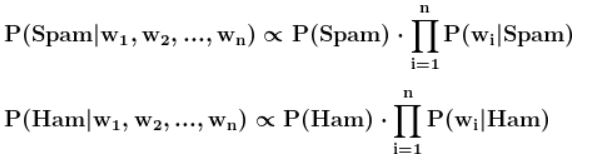 P(Spam|w₁, w₂, ..., wₙ) ∝ P(Spam) · ∏ᵢ₌₁ⁿ P(wᵢ|Spam)
P(Ham|w₁, w₂, ..., wₙ) ∝ P(Ham) · ∏ᵢ₌₁ⁿ P(wᵢ|Ham)